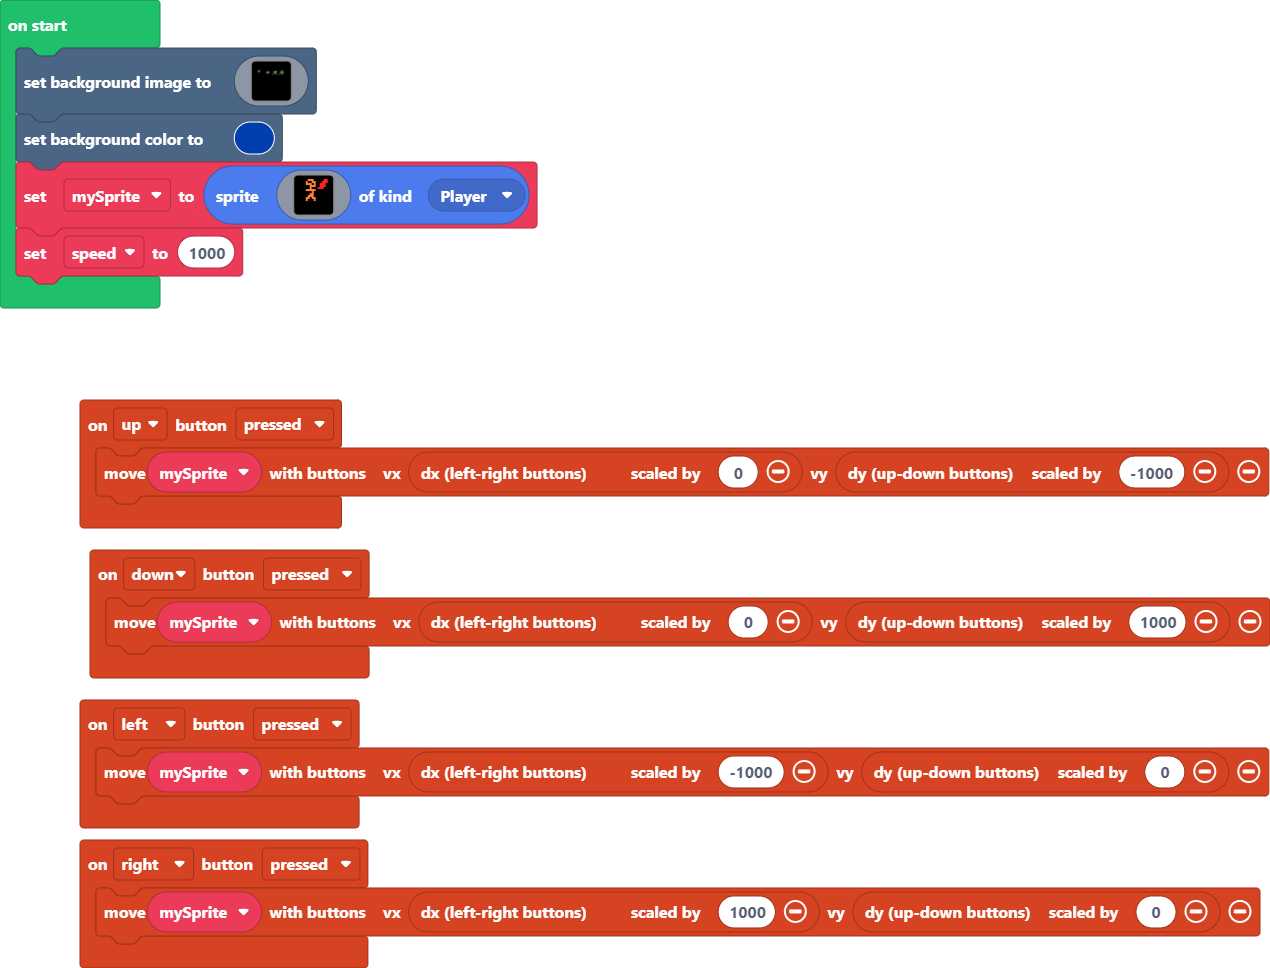 on start
set background image to
set background color to
set mySprite to sprite of kind Player
set speed to 1000
on up button pressed
move mySprite with buttons vx dx (left-right buttons) scaled by 0 vy dy (up-down buttons) scaled by -1000
on down button pressed
move mySprite with buttons vx dx (left-right buttons) scaled by 0 vy dy (up-down buttons) scaled by 1000
on left button pressed
move mySprite with buttons vx dx (left-right buttons) scaled by -1000 vy dy (up-down buttons) scaled by 0
on right button pressed
move mySprite with buttons vx dx (left-right buttons) scaled by 1000 vy dy (up-down buttons) scaled by 0